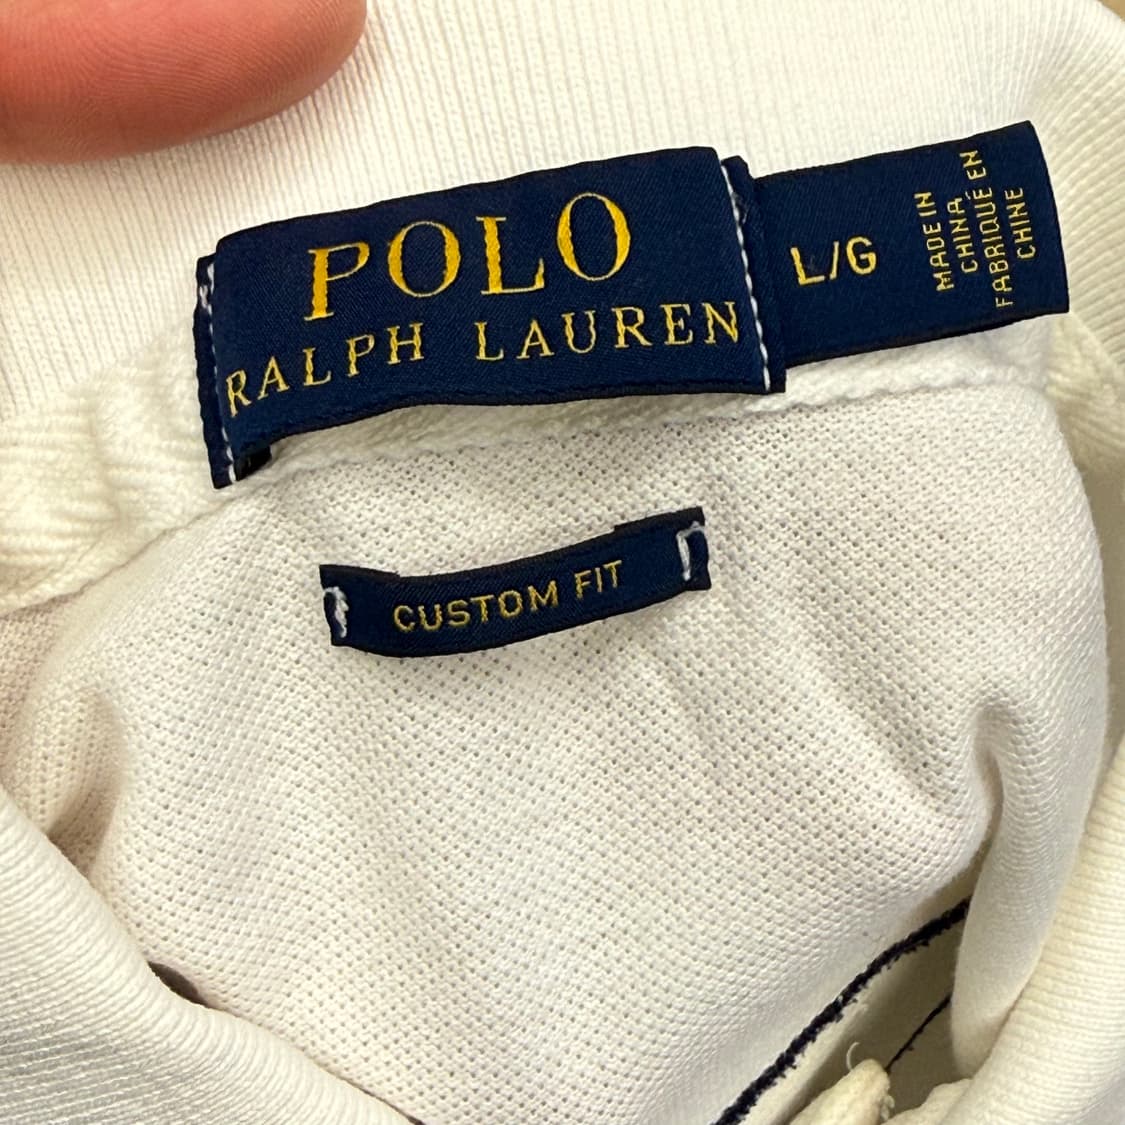 POLO
RALPH LAUREN
L/G
MADE IN
CHINA
FABRIQUÉ EN
CHINE
CUSTOM FIT